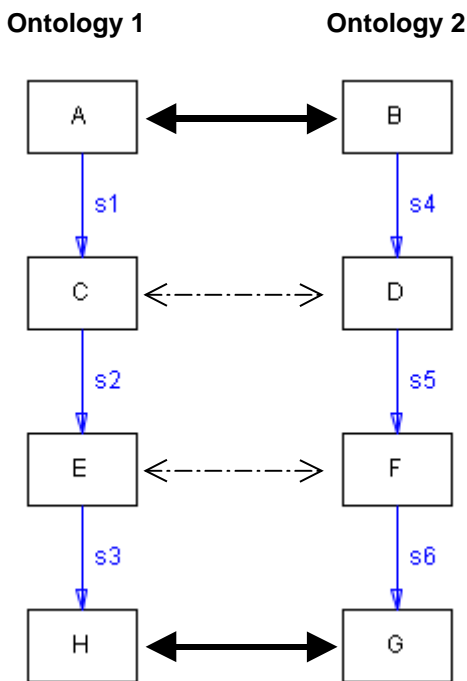 Ontology 1 Ontology 2
A B
s1 s4
C D
s2 s5
E F
s3 s6
H G